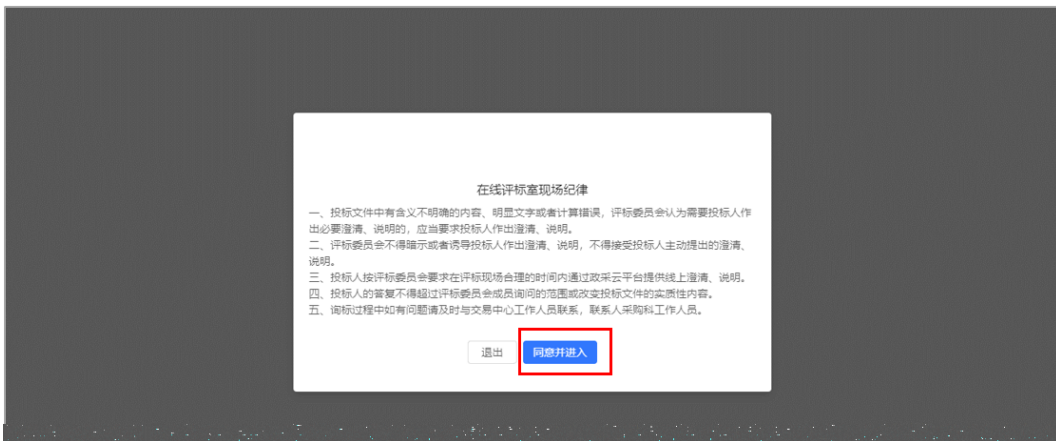 在线评标室现场纪律
一、投标文件中有含义不明确的内容、明显文字或者计算错误，评标委员会认为需要投标人作
出必要澄清、说明的，应当要求投标人作出澄清、说明。
二、评标委员会不得暗示或者诱导投标人作出澄清、说明，不得接受投标人主动提出的澄清、
说明。
三、投标人按评标委员会要求在评标现场合理的时间内通过政采云平台提供线上澄清、说明。
四、投标人的答复不得超过评标委员会成员询问的范围或改变投标文件的实质性内容。
五、询标过程中如有问题请及时与交易中心工作人员联系，联系人采购科工作人员。
退出 同意并进入